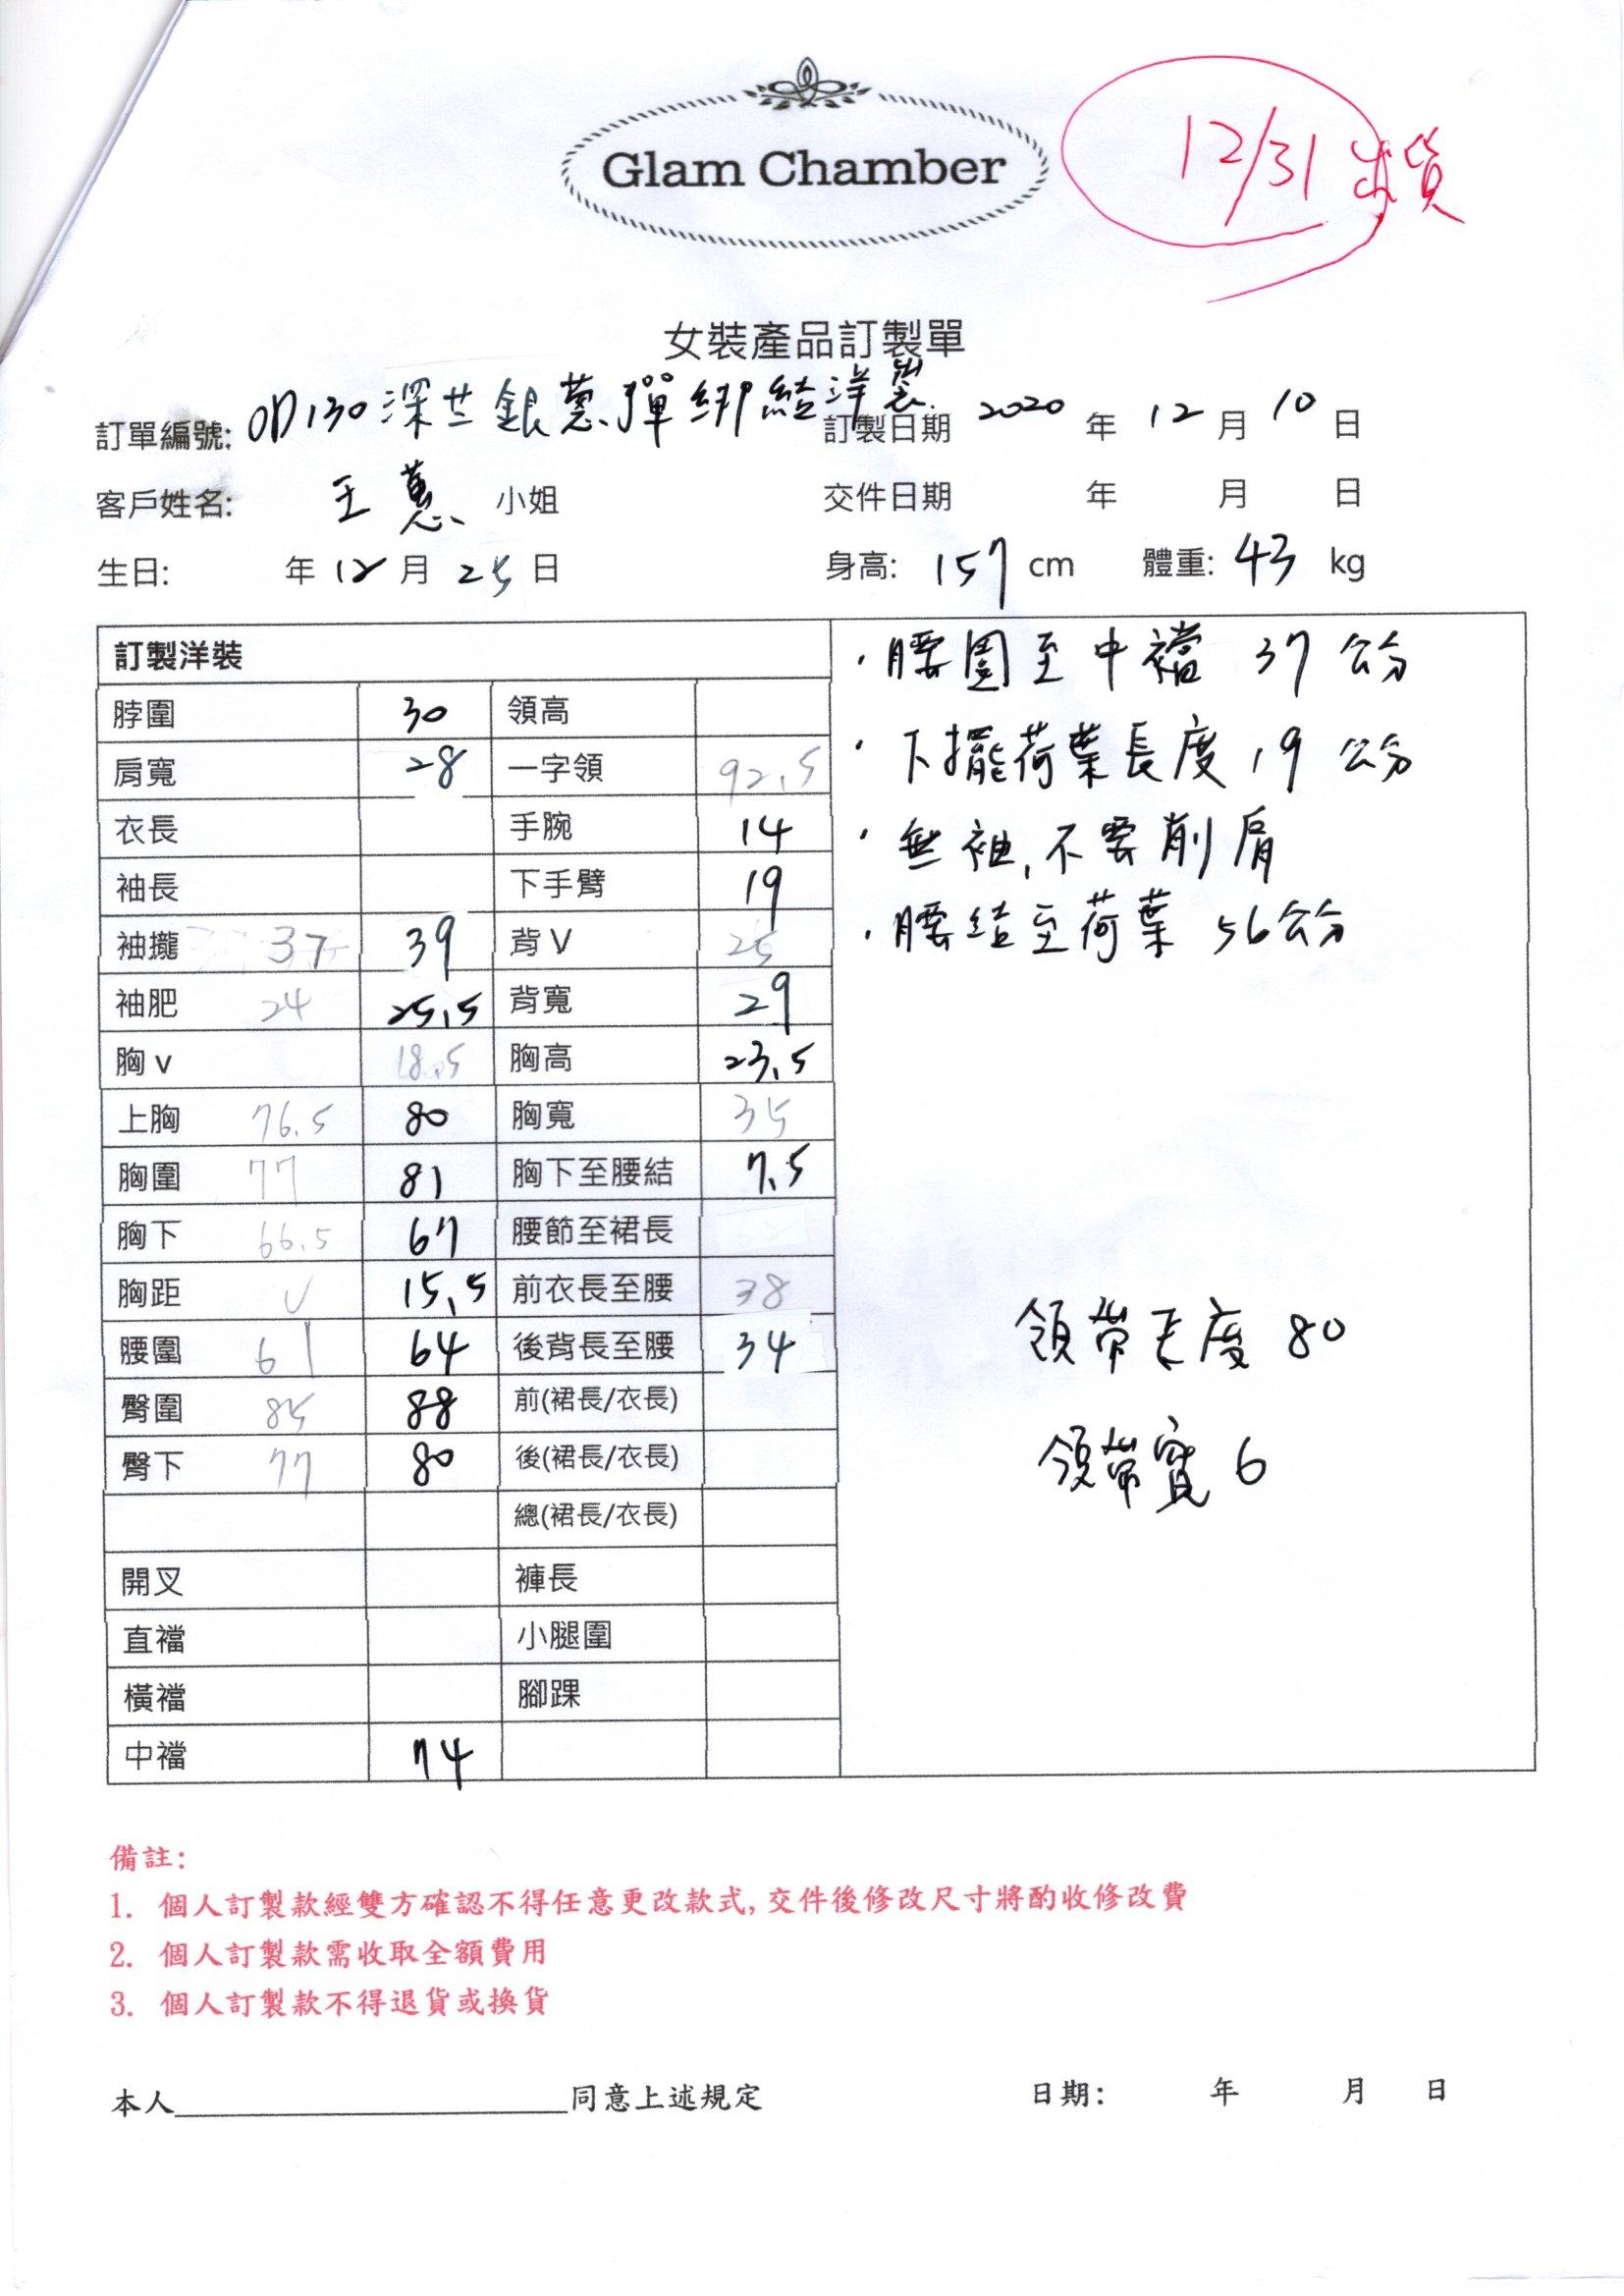 Glam Chamber
12/31 出貨
女裝產品訂製單
訂單編號: OD130深芷銀蔥彈綁結洋裝 訂製日期 2020 年 12 月 10 日
客戶姓名: 王蕙 小姐 交件日期 年 月 日
生日: 年 12 月 25 日 身高: 157 cm 體重: 43 kg
訂製洋裝
脖圍 30 領高
肩寬 28 一字領 92.5
衣長 手腕 14
袖長 下手臂 19
袖攏 37 39 背V 25
袖肥 24 25.5 背寬 29
胸v 18.5 胸高 23.5
上胸 76.5 80 胸寬 35
胸圍 77 81 胸下至腰結 7.5
胸下 66.5 67 腰節至裙長
胸距 ✓ 15.5 前衣長至腰 38
腰圍 61 64 後背長至腰 34
臀圍 85 88 前(裙長/衣長)
臀下 77 80 後(裙長/衣長)
總(裙長/衣長)
開叉 褲長
直襠 小腿圍
橫襠 腳踝
中襠 74
·腰圍至中襠 37 公分
·下擺荷葉長度 19 公分
·無袖,不要削肩
·腰結至荷葉 56公分
領帶長度 80
領帶寬 6
備註:
1. 個人訂製款經雙方確認不得任意更改款式,交件後修改尺寸將酌收修改費
2. 個人訂製款需收取全額費用
3. 個人訂製款不得退貨或換貨
本人____________________同意上述規定 日期: 年 月 日